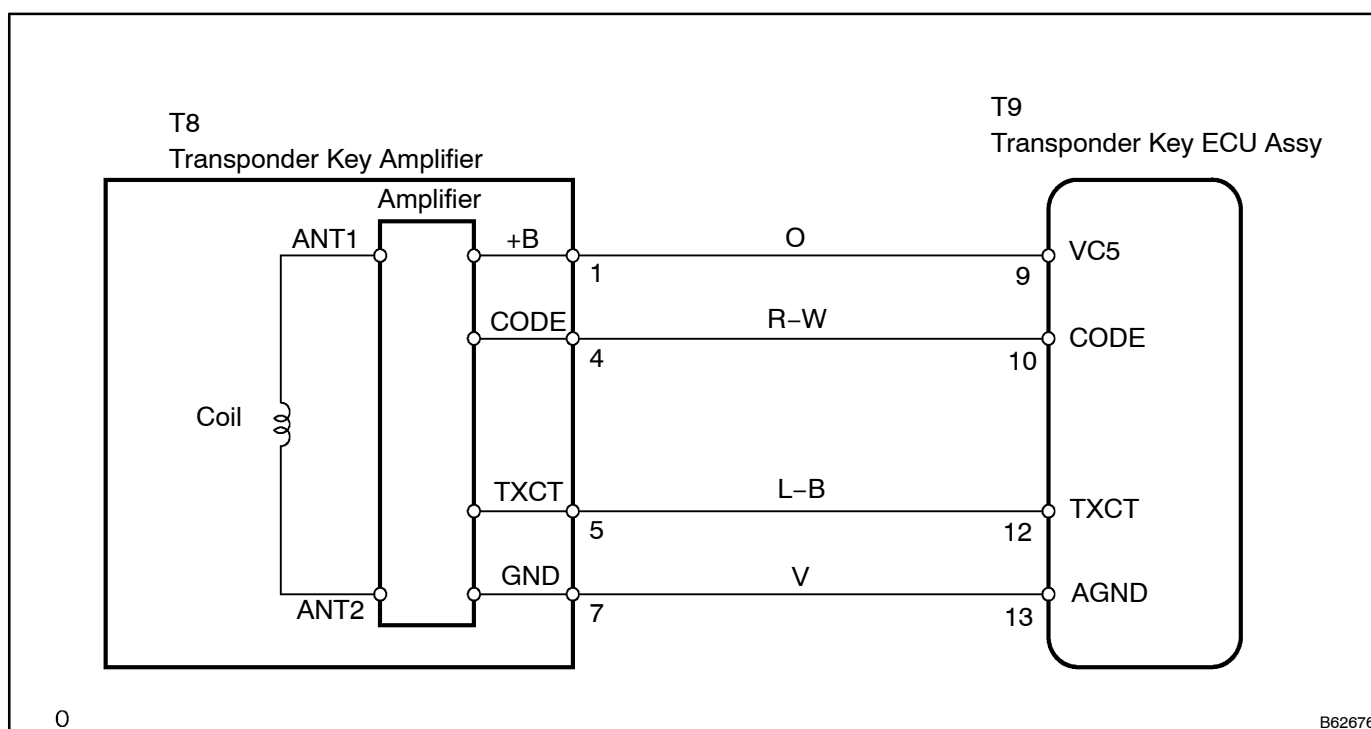 T8
Transponder Key Amplifier
T9
Transponder Key ECU Assy
Amplifier
ANT1
+B
1
O
9
VC5
CODE
4
R−W
10
CODE
Coil
TXCT
5
L−B
12
TXCT
ANT2
GND
7
V
13
AGND
0
B62676